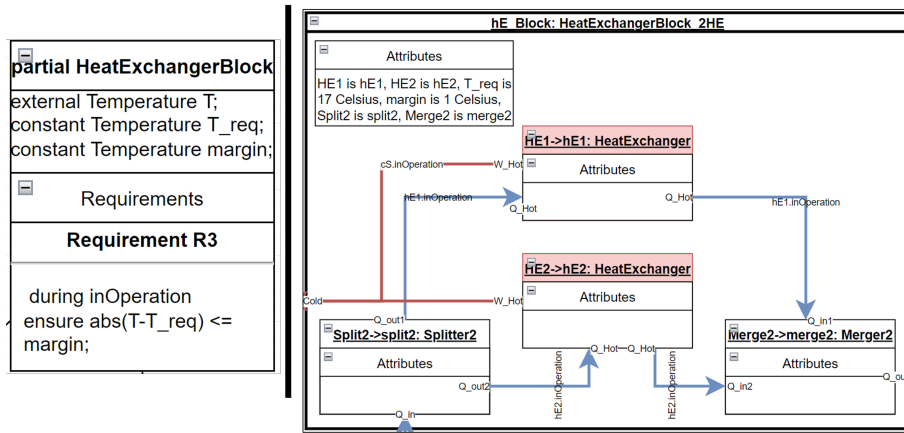 partial HeatExchangerBlock
external Temperature T;
constant Temperature T_req;
constant Temperature margin;
Requirements
Requirement R3
during inOperation
ensure abs(T-T_req) <=
margin;
hE_Block: HeatExchangerBlock_2HE
Attributes
HE1 is hE1, HE2 is hE2, T_req is
17 Celsius, margin is 1 Celsius,
Split2 is split2, Merge2 is merge2
HE1->hE1: HeatExchanger
Attributes
cS.inOperation
W_Hot
hE1.inOperation
Q_Hot
Q_Hot
hE1.inOperation
HE2->hE2: HeatExchanger
Attributes
Cold
W_Hot
Q_out1
Q_in1
Split2->split2: Splitter2
Attributes
Q_Hot
Q_Hot
Merge2->merge2: Merger2
Attributes
Q_out2
hE2.inOperation
hE2.inOperation
Q_in2
Q_ou
Q_in